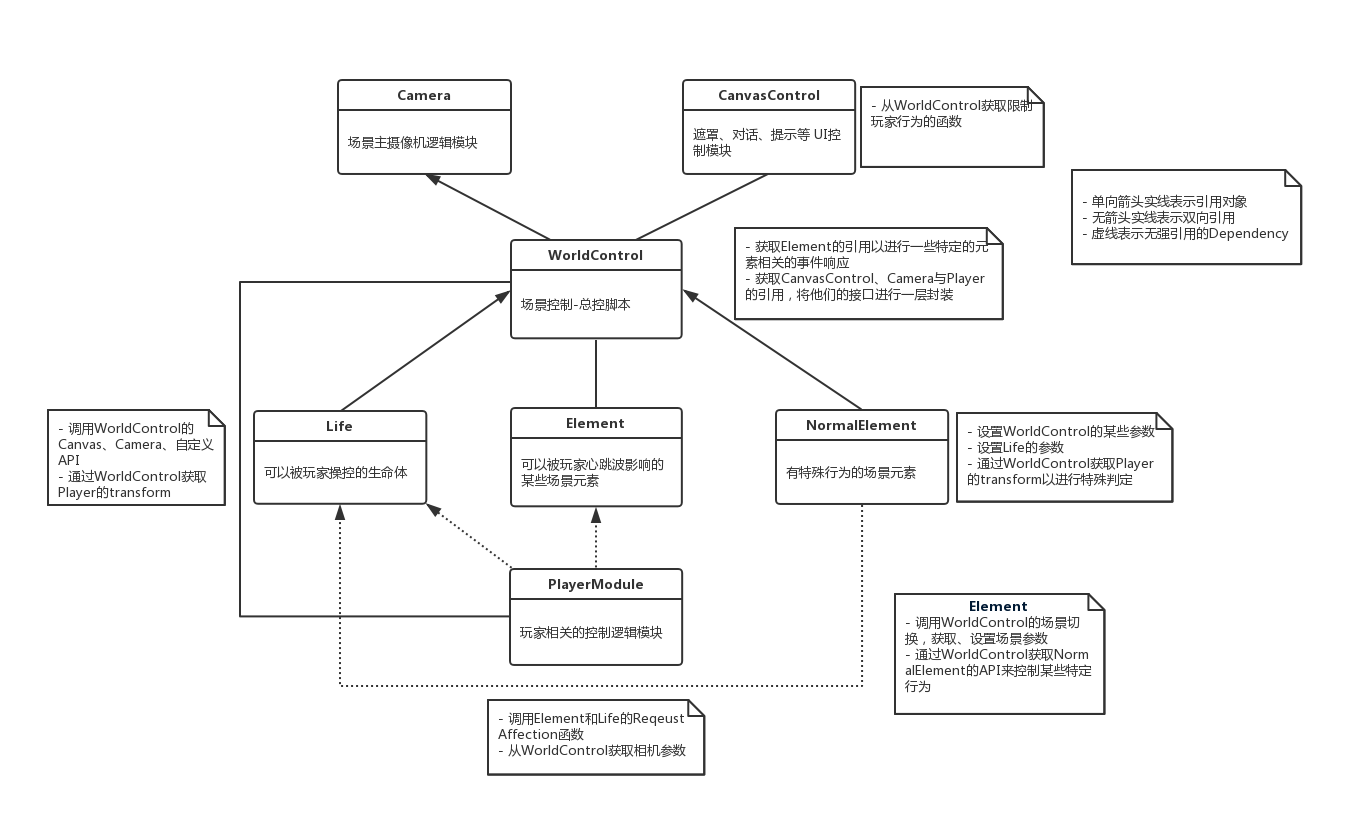 Camera
场景主摄像机逻辑模块
CanvasControl
遮罩、对话、提示等 UI控
制模块
- 从WorldControl获取限制
玩家行为的函数
- 单向箭头实线表示引用对象
- 无箭头实线表示双向引用
- 虚线表示无强引用的Dependency
WorldControl
场景控制-总控脚本
- 获取Element的引用以进行一些特定的元
素相关的事件响应
- 获取CanvasControl、Camera与Player
的引用，将他们的接口进行一层封装
- 调用WorldControl的
Canvas、Camera、自定义
API
- 通过WorldControl获取
Player的transform
Life
可以被玩家操控的生命体
Element
可以被玩家心跳波影响的
某些场景元素
NormalElement
有特殊行为的场景元素
- 设置WorldControl的某些参数
- 设置Life的参数
- 通过WorldControl获取Player
的transform以进行特殊判定
PlayerModule
玩家相关的控制逻辑模块
Element
- 调用WorldControl的场景切
换，获取、设置场景参数
- 通过WorldControl获取Norm
alElement的API来控制某些特定
行为
- 调用Element和Life的Reqeust
Affection函数
- 从WorldControl获取相机参数